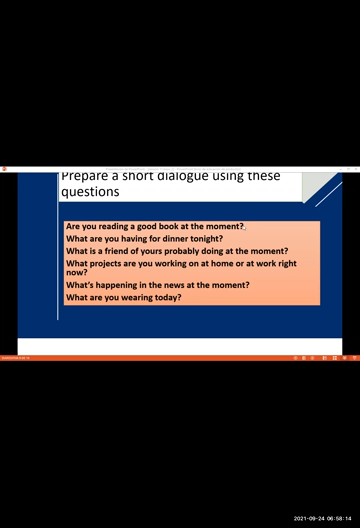 Prepare a short dialogue using these
questions
Are you reading a good book at the moment?
What are you having for dinner tonight?
What is a friend of yours probably doing at the moment?
What projects are you working on at home or at work right
now?
What's happening in the news at the moment?
What are you wearing today?
2021-09-24 06:58:14